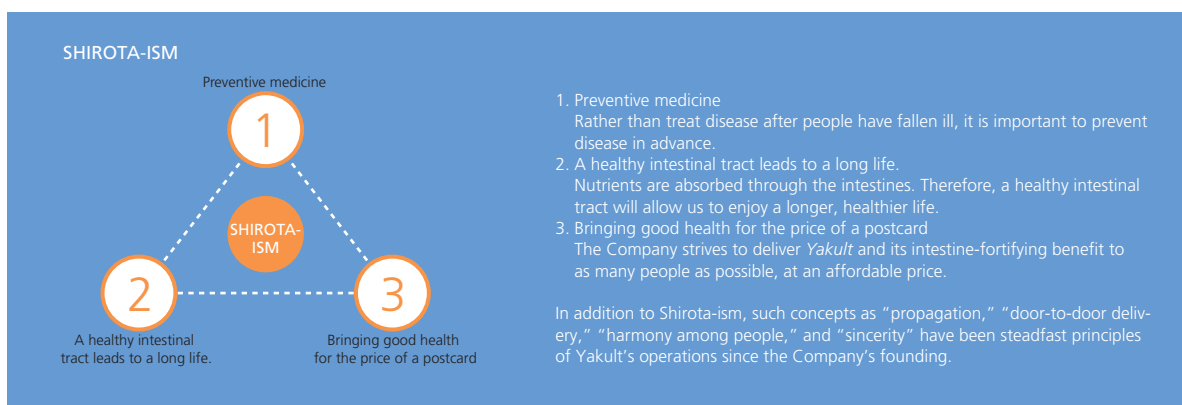 SHIROTA-ISM
Preventive medicine
1
SHIROTA-
ISM
2
3
A healthy intestinal
tract leads to a long life.
Bringing good health
for the price of a postcard
1. Preventive medicine
Rather than treat disease after people have fallen ill, it is important to prevent
disease in advance.
2. A healthy intestinal tract leads to a long life.
Nutrients are absorbed through the intestines. Therefore, a healthy intestinal
tract will allow us to enjoy a longer, healthier life.
3. Bringing good health for the price of a postcard
The Company strives to deliver Yakult and its intestine-fortifying benefit to
as many people as possible, at an affordable price.
In addition to Shirota-ism, such concepts as “propagation,” “door-to-door deliv-
ery,” “harmony among people,” and “sincerity” have been steadfast principles
of Yakult’s operations since the Company’s founding.